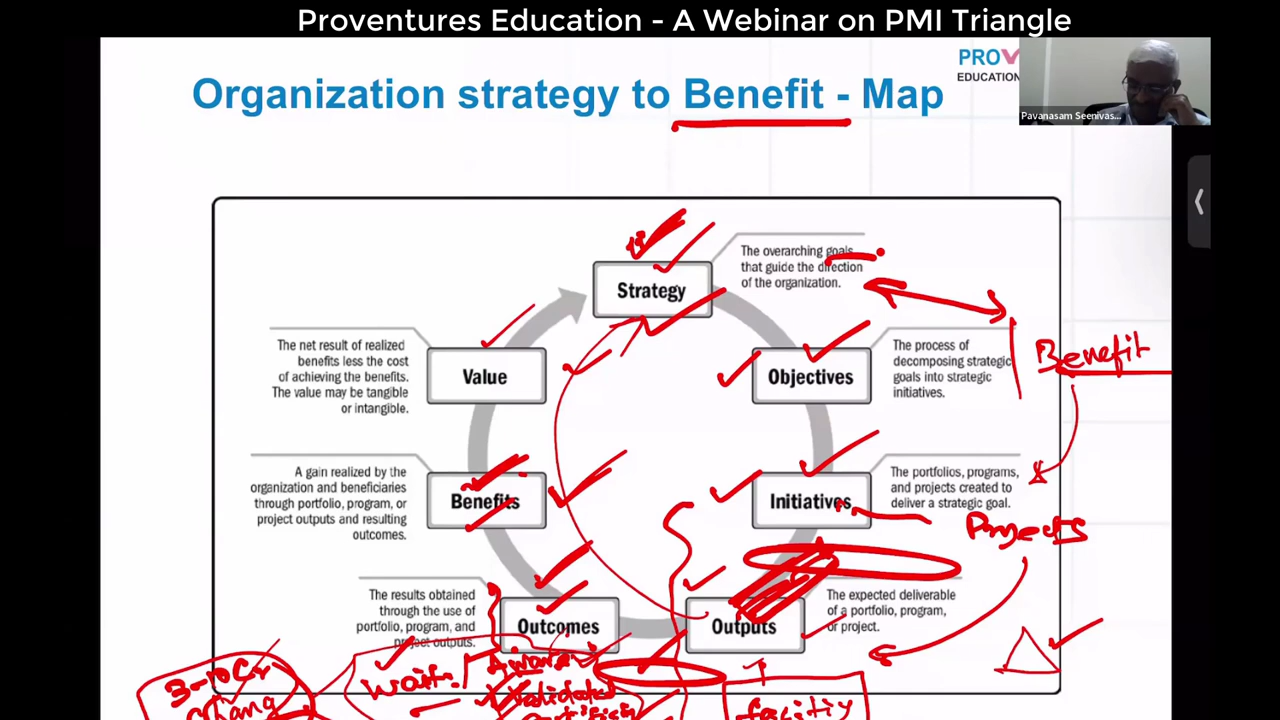 Proventures Education - A Webinar on PMI Triangle
EDUCATION
Pavanasam Seenivas...
Organization strategy to Benefit - Map
Strategy
The overarching goals
that guide the direction
of the organization.
Value
The net result of realized
benefits less the cost
of achieving the benefits.
The value may be tangible
or intangible.
Objectives
The process of
decomposing strategic
goals into strategic
initiatives.
Benefit
Benefits
A gain realized by the
organization and beneficiaries
through portfolio, program, or
project outputs and resulting
outcomes.
Initiatives
The portfolios, programs,
and projects created to
deliver a strategic goal.
Projects
Outcomes
The results obtained
through the use of
portfolio, program, and
project outputs.
Outputs
The expected deliverable
of a portfolio, program,
or project.
Validated